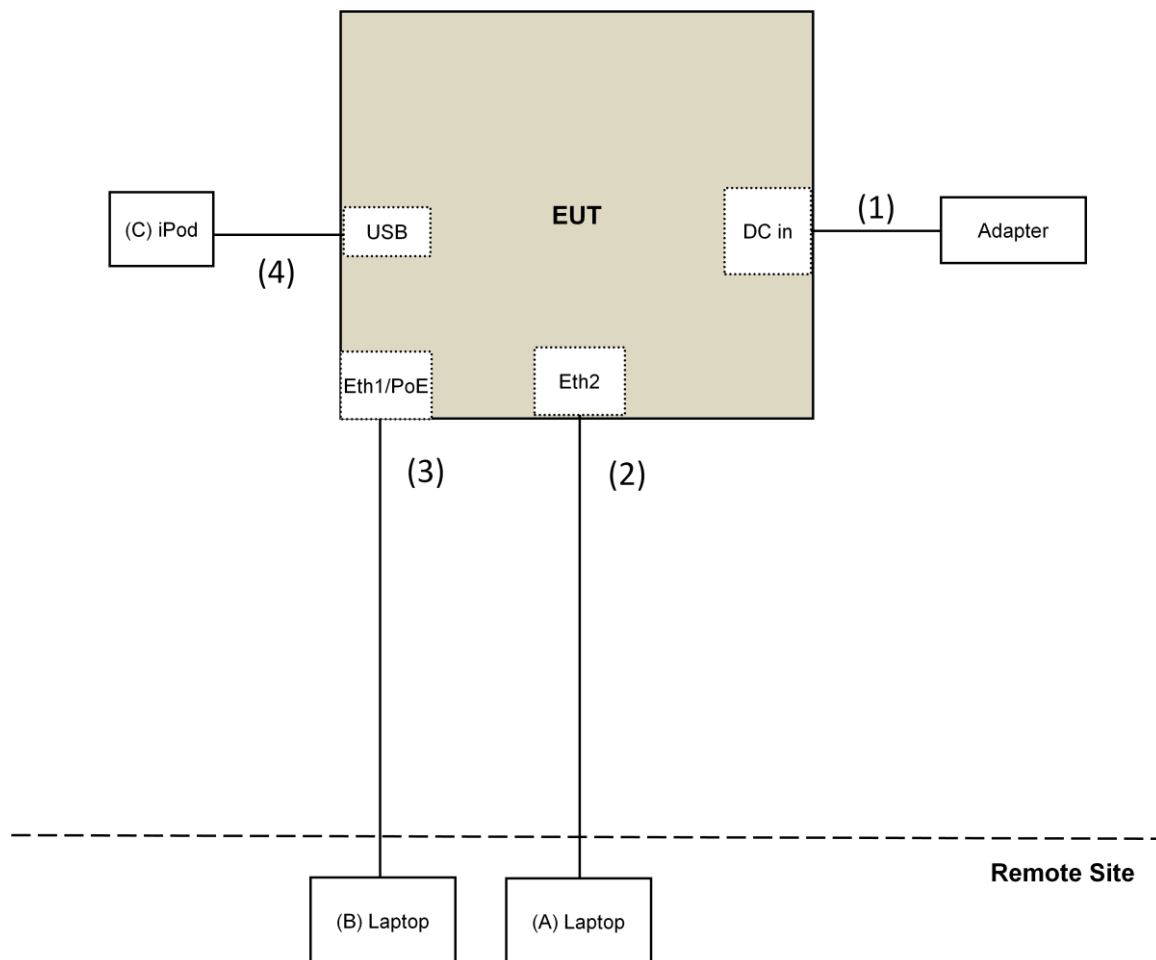 EUT
(C) iPod
USB
DC in
(1)
Adapter
(4)
Eth1/PoE
Eth2
(3)
(2)
Remote Site
(B) Laptop
(A) Laptop